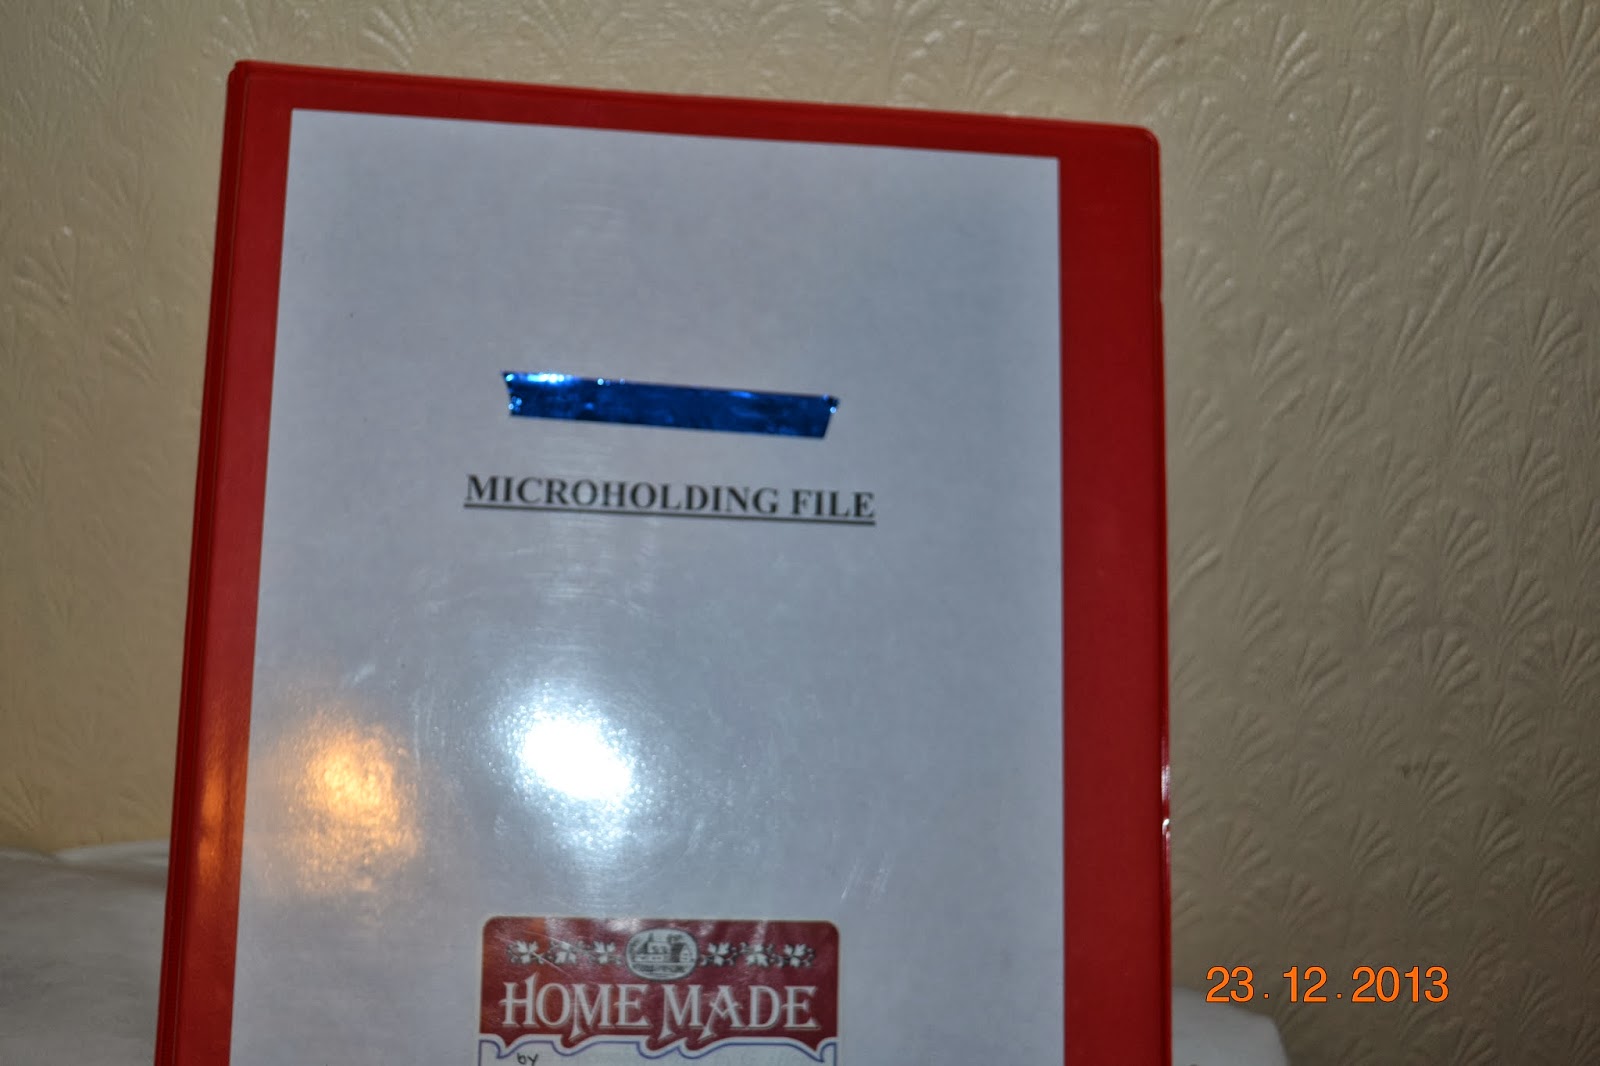 MICROHOLDING FILE
HOME MADE
by
23.12.2013